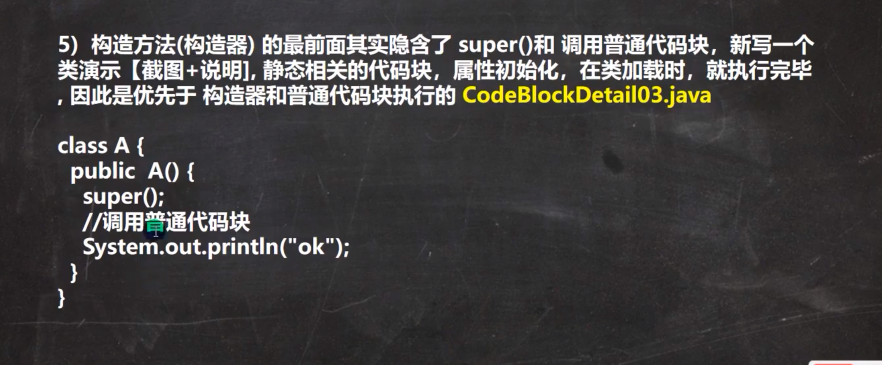 5) 构造方法(构造器) 的最前面其实隐含了 super()和 调用普通代码块，新写一个
类演示【截图+说明], 静态相关的代码块，属性初始化，在类加载时，就执行完毕
, 因此是优先于 构造器和普通代码块执行的 CodeBlockDetail03.java
class A {
public A() {
super();
//调用普通代码块
System.out.println("ok");
}
}